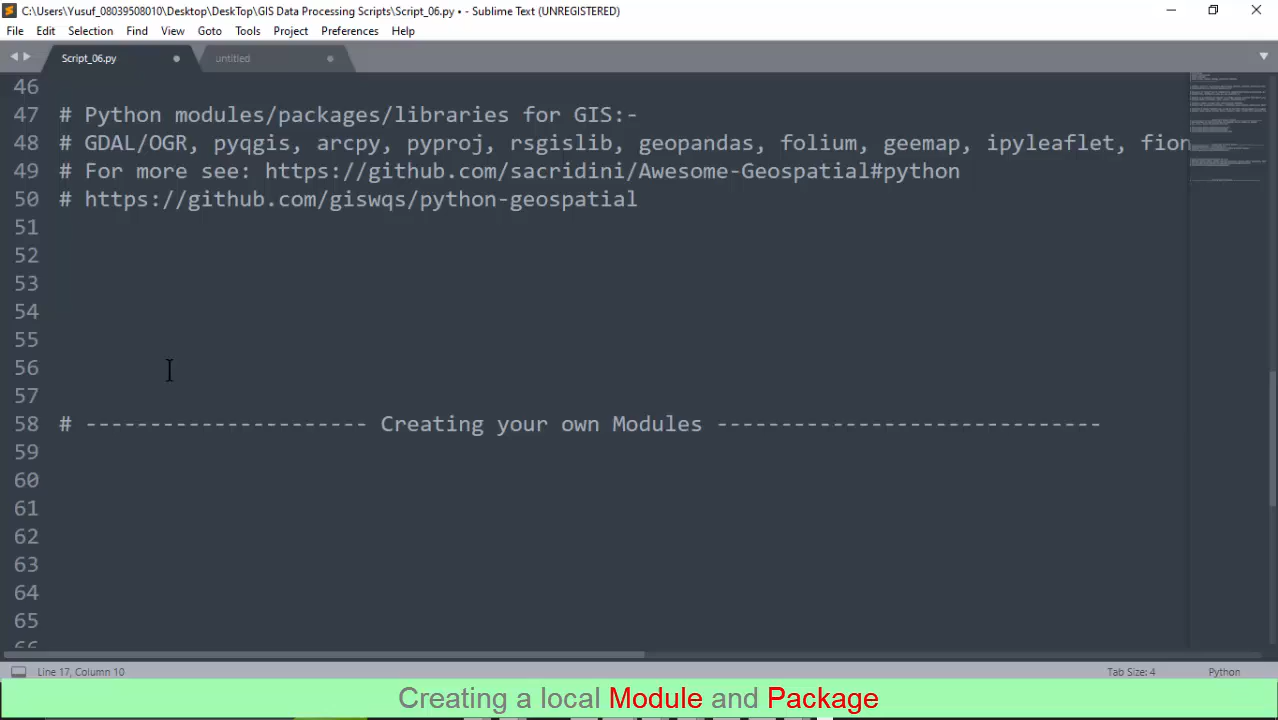 C:\Users\Yusuf_08039508010\Desktop\DeskTop\GIS Data Processing Scripts\Script_06.py • - Sublime Text (UNREGISTERED)
File Edit Selection Find View Goto Tools Project Preferences Help
Script_06.py untitled
46
47 # Python modules/packages/libraries for GIS:-
48 # GDAL/OGR, pyqgis, arcpy, pyproj, rsgislib, geopandas, folium, geemap, ipyleaflet, fion
49 # For more see: https://github.com/sacridini/Awesome-Geospatial#python
50 # https://github.com/giswqs/python-geospatial
51
52
53
54
55
56
57
58 # ---------------------- Creating your own Modules ------------------------------
59
60
61
62
63
64
65
66
Line 17, Column 10 Tab Size: 4 Python
Creating a local Module and Package